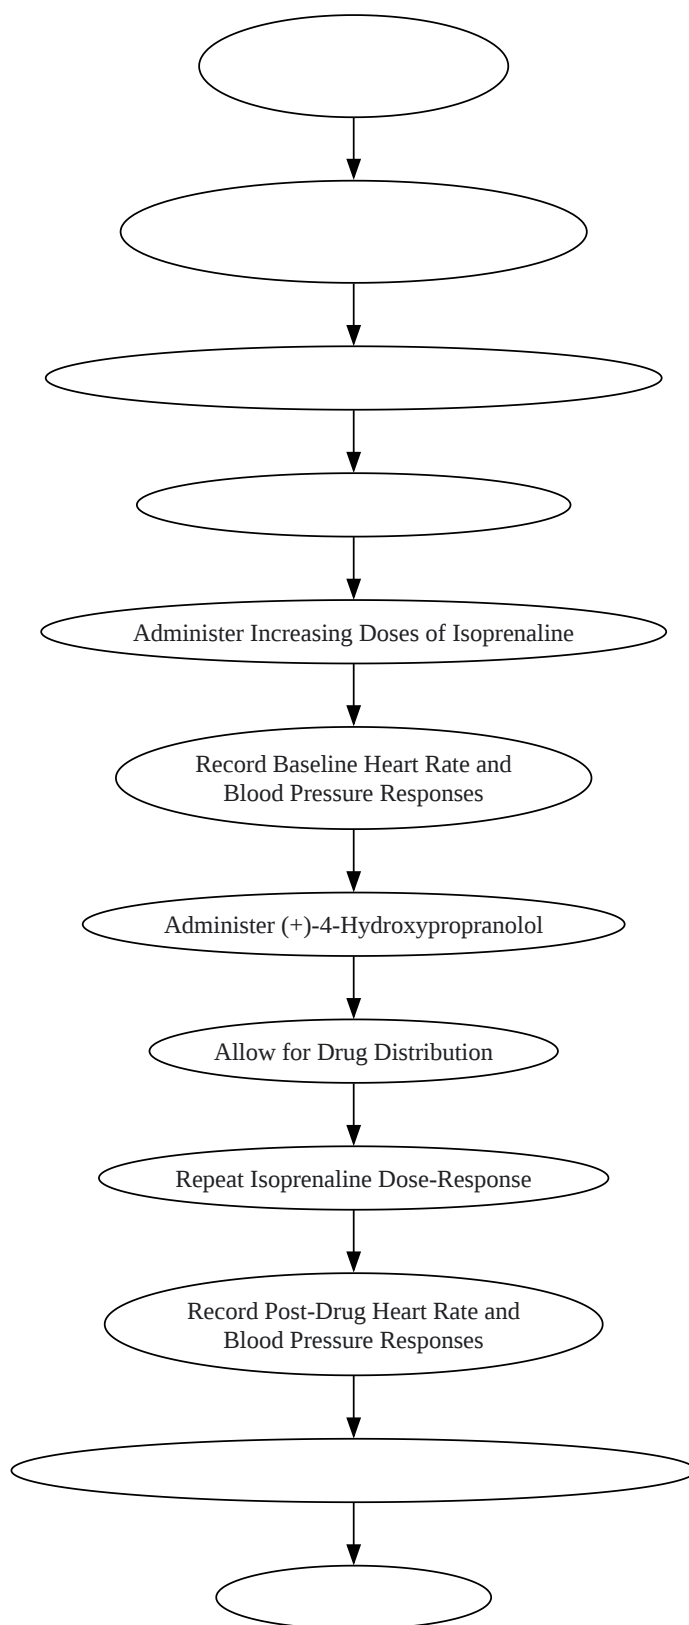 Administer Increasing Doses of Isoprenaline
Record Baseline Heart Rate and
Blood Pressure Responses
Administer (+)-4-Hydroxypropranolol
Allow for Drug Distribution
Repeat Isoprenaline Dose-Response
Record Post-Drug Heart Rate and
Blood Pressure Responses